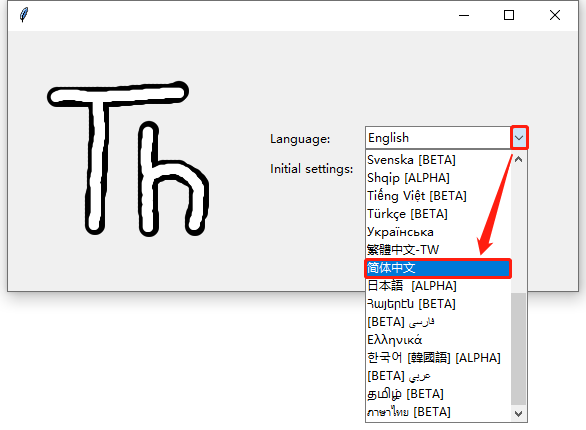 Th
Language:
English
Initial settings:
Svenska [BETA]
Shqip [ALPHA]
Tiếng Việt [BETA]
Türkçe [BETA]
Українська
繁體中文-TW
简体中文
日本語 [ALPHA]
Հայերէն [BETA]
[BETA] فارسی
Ελληνικά
한국어 [韓國語] [ALPHA]
[BETA] عربي
தமிழ் [BETA]
ภาษาไทย [BETA]